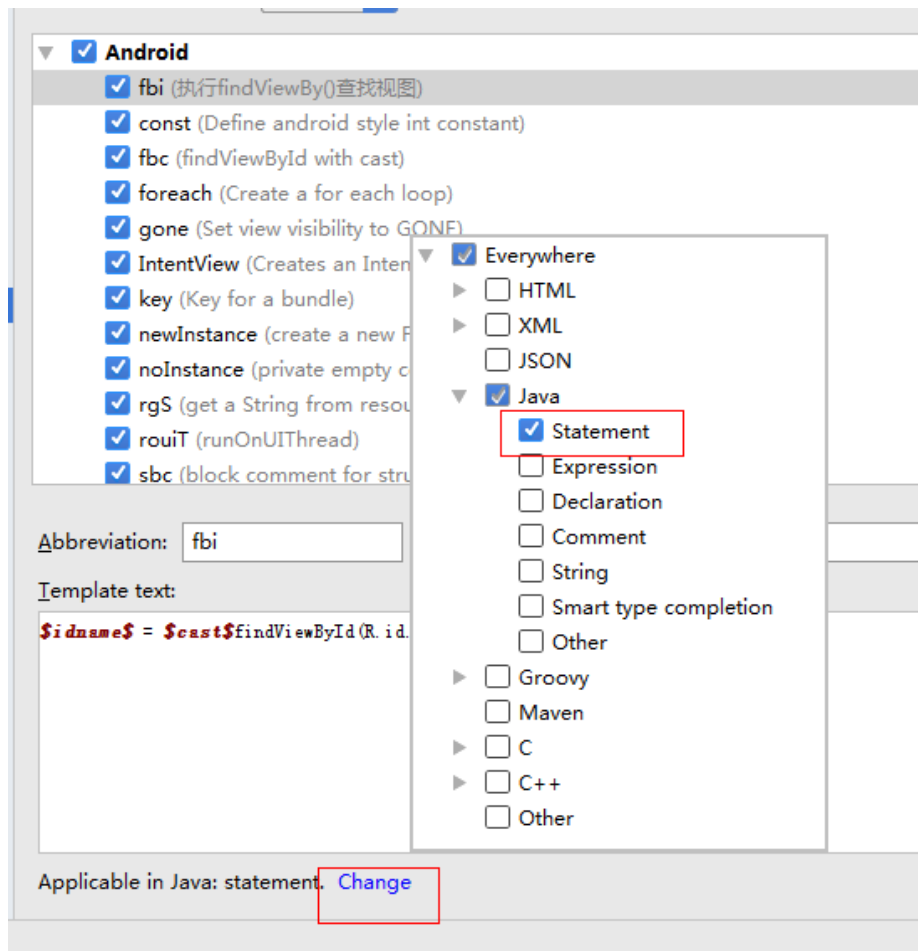 Android
fbi (执行findViewBy()查找视图)
const (Define android style int constant)
fbc (findViewById with cast)
foreach (Create a for each loop)
gone (Set view visibility to GONE)
IntentView (Creates an Inten
key (Key for a bundle)
newInstance (create a new F
noInstance (private empty c
rgS (get a String from resou
rouiT (runOnUIThread)
sbc (block comment for stru
Everywhere
HTML
XML
JSON
Java
Statement
Expression
Declaration
Comment
String
Smart type completion
Other
Groovy
Maven
C
C++
Other
Abbreviation: fbi
Template text:
$idname$ = $cast$findViewById(R.id.
Applicable in Java: statement. Change